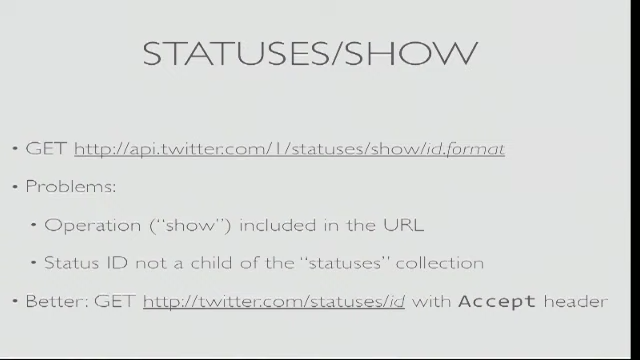 STATUSES/SHOW
• GET http://api.twitter.com/1/statuses/show/id.format
• Problems:
• Operation ("show") included in the URL
• Status ID not a child of the "statuses" collection
• Better: GET http://twitter.com/statuses/id with Accept header